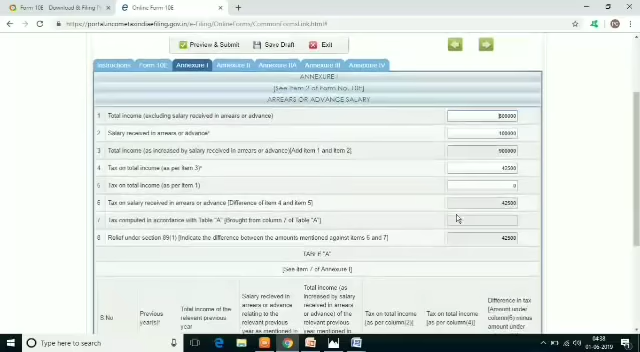 Form 10E - Download & Filing
Online Form 10E
https://portal.incometaxindiaefiling.gov.in/e-Filing/OnlineForms/CommonFormsLink.html#
Preview & Submit Save Draft Exit
Instructions Form 10E Annexure I Annexure II Annexure IIA Annexure III Annexure IV
ANNEXURE I
[See item 2 of Form No. 10E]
ARREARS OR ADVANCE SALARY
1 Total income (excluding salary received in arrears or advance) 800000
2 Salary received in arrears or advance* 100000
3 Total income (as increased by salary received in arrears or advance)[Add item 1 and item 2] 900000
4 Tax on total income (as per item 3)* 42500
5 Tax on total income (as per item 1) 0
6 Tax on salary received in arrears or advance [Difference of item 4 and item 5] 42500
7 Tax computed in accordance with Table "A" [Brought from column 7 of Table "A"]
8 Relief under section 89(1) [Indicate the difference between the amounts mentioned against items 6 and 7] 42500
TABLE "A"
[See item 7 of Annexure I]
S.No
Previous year(s)*
Total income of the relevant previous year
Salary received in arrears or advance relating to the relevant previous year as mentioned in
Total income (as increased by salary received in arrears or advance) of the relevant previous year mentioned in
Tax on total income [as per column(2)]
Tax on total income [as per column(4)]
Difference in tax [Amount under column(6)minus amount under
Type here to search
04:38
01-06-2019